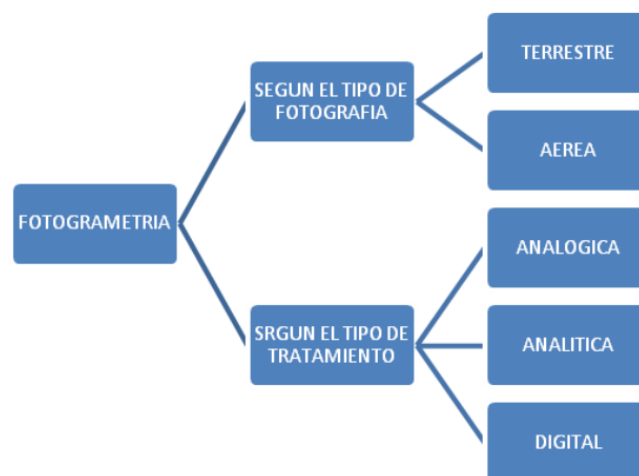 FOTOGRAMETRIA
SEGUN EL TIPO DE
FOTOGRAFIA
TERRESTRE
AEREA
SRGUN EL TIPO DE
TRATAMIENTO
ANALOGICA
ANALITICA
DIGITAL